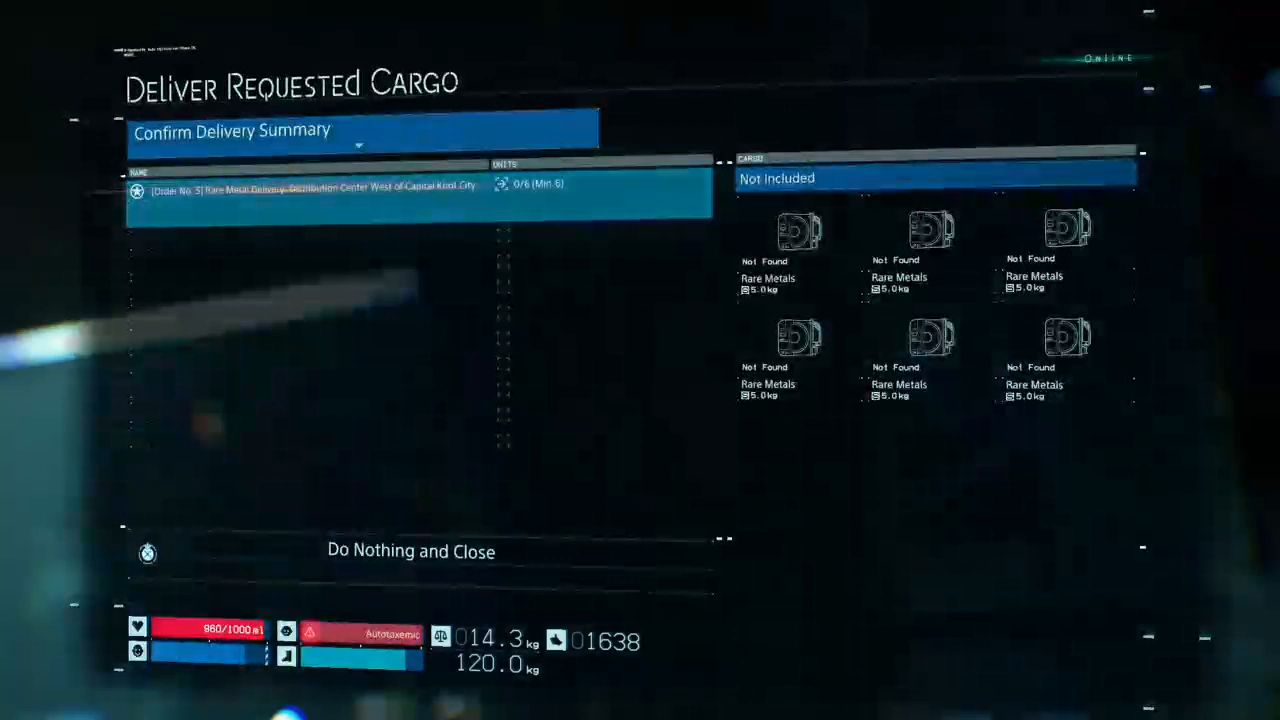 Online
Deliver Requested Cargo
Confirm Delivery Summary
NAME
UNITS
CARGO
[Order No. 5] Rare Metal Delivery: Distribution Center West of Capital Knot City
0/6 (Min.6)
Not Included
Not Found
Not Found
Not Found
Rare Metals
Rare Metals
Rare Metals
5.0kg
5.0kg
5.0kg
Not Found
Not Found
Not Found
Rare Metals
Rare Metals
Rare Metals
5.0kg
5.0kg
5.0kg
Do Nothing and Close
960/1000ml
Autotoxemic
014.3kg
01638
120.0kg